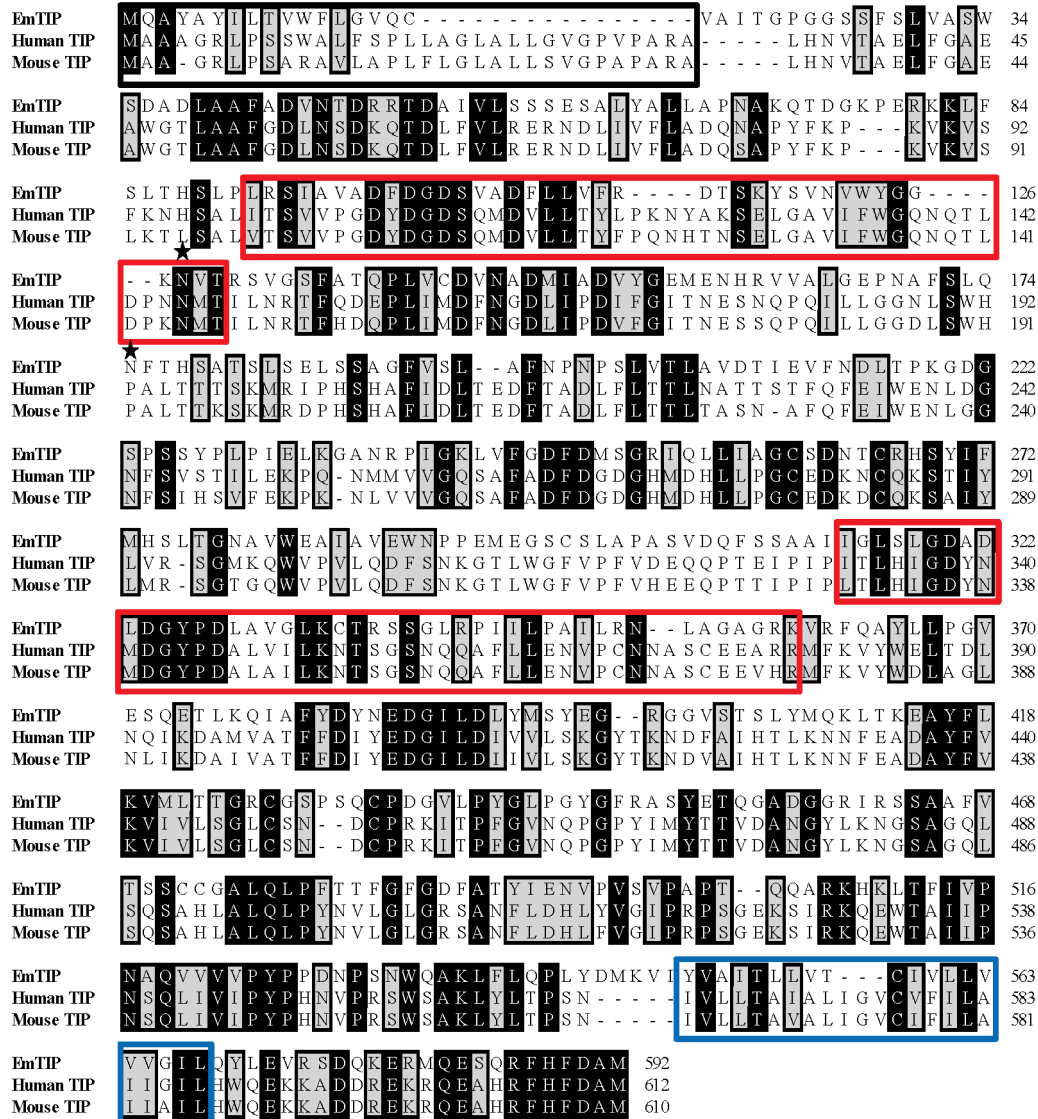 EmTIP MQAYAYILTVWFLGVQC----------------VAITGPGGSSFSLVASW 34
Human TIP MAAAGRLPSSWALFSPLLAGLALLGVGPVPARA-----LHNVTAELFGAE 45
Mouse TIP MAA-GRLPSARAVLAPLFLGLALLSVGPAPARA-----LHNVTAELFGAE 44
EmTIP SDADLAAFADVNTDRRTDAIVLSSSESALYALLAPNAKQTDGKPERKKLF 84
Human TIP AWGTLAAFGDLNSDKQTDLFVLRERNDLIVFLADQNAPYFKP---KVKVS 92
Mouse TIP AWGTLAAFGDLNSDKQTDLFVLRERNDLIVFLADQSAPYFKP---KVKVS 91
EmTIP SLTHSLPLRSIAVADFDGDSVADFLLVFR----DTSKYSVNVWYGG---- 126
Human TIP FKNHSALITSVVPGDYDGDSQMDVLLTYLPKNYAKSELGAVIFWGQNQTL 142
Mouse TIP LKTLSALVTSVVPGDYDGDSQMDVLLTYFPQNHTNSELGAVIFWGQNQTL 141
EmTIP --KNVTRSVGSFATQPLVCDVNADMIADVYGEMENHRVVALGEPNAFSLQ 174
Human TIP DPNNMTILNRTFQDEPLIMDFNGDLIPDIFGITNESNQPQILLGGNLSWH 192
Mouse TIP DPKNMTILNRTFHDQPLIMDFNGDLIPDVFGITNESSQPQILLGGDLSWH 191
EmTIP NFTHSATSLSELSSAGFVSL--AFNPNPSLVTLAVDTIEVFNDLTPKGDG 222
Human TIP PALTTTSKMRIPHSHAFIDLTEDFTADLFLTTLNATTSTFQFEIWENLDG 242
Mouse TIP PALTTKSKMRDPHSHAFIDLTEDFTADLFLTTLTASN-AFQFEIWENLGG 240
EmTIP SPSSYPLPIELKGANRPIGKLVFGDFDMSGRIQLLIAGCSDNTCRHSYIF 272
Human TIP NFSVSTILEKPQ-NMMVVGQSAFADFDGDGHMDHLLPGCEDKNCQKSTIY 291
Mouse TIP NFSIHSVFEKPK-NLVVVGQSAFADFDGDGHMDHLLPGCEDKDCQKSAIY 289
EmTIP MHSLTGNAVWEAIAVEWNPPEMEGSCSLAPASVDQFSSAAIIGLSLGDAD 322
Human TIP LVR-SGMKQWVPVLQDFSNKGTLWGFVPFVDEQQPTEIPIPITLHIGDYN 340
Mouse TIP LMR-SGTGQWVPVLQDFSNKGTLWGFVPFVHEEQPTTIPIPLTLHIGDYN 338
EmTIP LDGYPDLAVGLKCTRSSGLRPIILPAILRN--LAGAGRKVRFQAYLLPGV 370
Human TIP MDGYPDALVILKNTSGSNQQAFLLENVPCNNASCEEARRMFKVYWELTDL 390
Mouse TIP MDGYPDALAILKNTSGSNQQAFLLENVPCNNASCEEVHRMFKVYWDLAGL 388
EmTIP ESQETLKQIAFYDYNEDGILDLYMSYEG--RGGVSTSLYMQKLTKEAYFL 418
Human TIP NQIKDAMVATFFDIYEDGILDIVVLSKGYTKNDFAIHTLKNNFEADAYFV 440
Mouse TIP NLIKDAIVATFFDIYEDGILDIIVLSKGYTKNDVAIHTLKNNFEADAYFV 438
EmTIP KVMLTTGRCGSPSQCPDGVLPYGLPGYGFRASYETQGADGGRIRSSAAFV 468
Human TIP KVIVLSGLCSN--DCPRKITPFGVNQPGPYIMYTTVDANGYLKNGSAGQL 488
Mouse TIP KVIVLSGLCSN--DCPRKITPFGVNQPGPYIMYTTVDANGYLKNGSAGQL 486
EmTIP TSSCCGALQLPFTTFGFGDFATYIENVPVSVPAPT--QQARKHKLTFIVP 516
Human TIP SQSAHLALQLPYNVLGLGRSANFLDHLYVGIPRPSGEKSIRKQEWTAIIP 538
Mouse TIP SQSAHLALQLPYNVLGLGRSANFLDHLFVGIPRPSGEKSIRKQEWTAIIP 536
EmTIP NAQVVVVPYPPDNPSNWQAKLFLQPLYDMKVLYVAITLLVT---CIVLLV 563
Human TIP NSQLIVIPYPHNVPRSWSAKLYLTPSN-----IVLLTAIALIGVCVFILA 583
Mouse TIP NSQLIVIPYPHNVPRSWSAKLYLTPSN-----IVLLTAVALIGVCIFILA 581
EmTIP VVGILQYLEVRSDQKERMQESQRFHFDAM 592
Human TIP IIGILHWQEKKADDREKRQEAHRFHFDAM 612
Mouse TIP IIAILHWQEKKADDREKRQEAHRFHFDAM 610